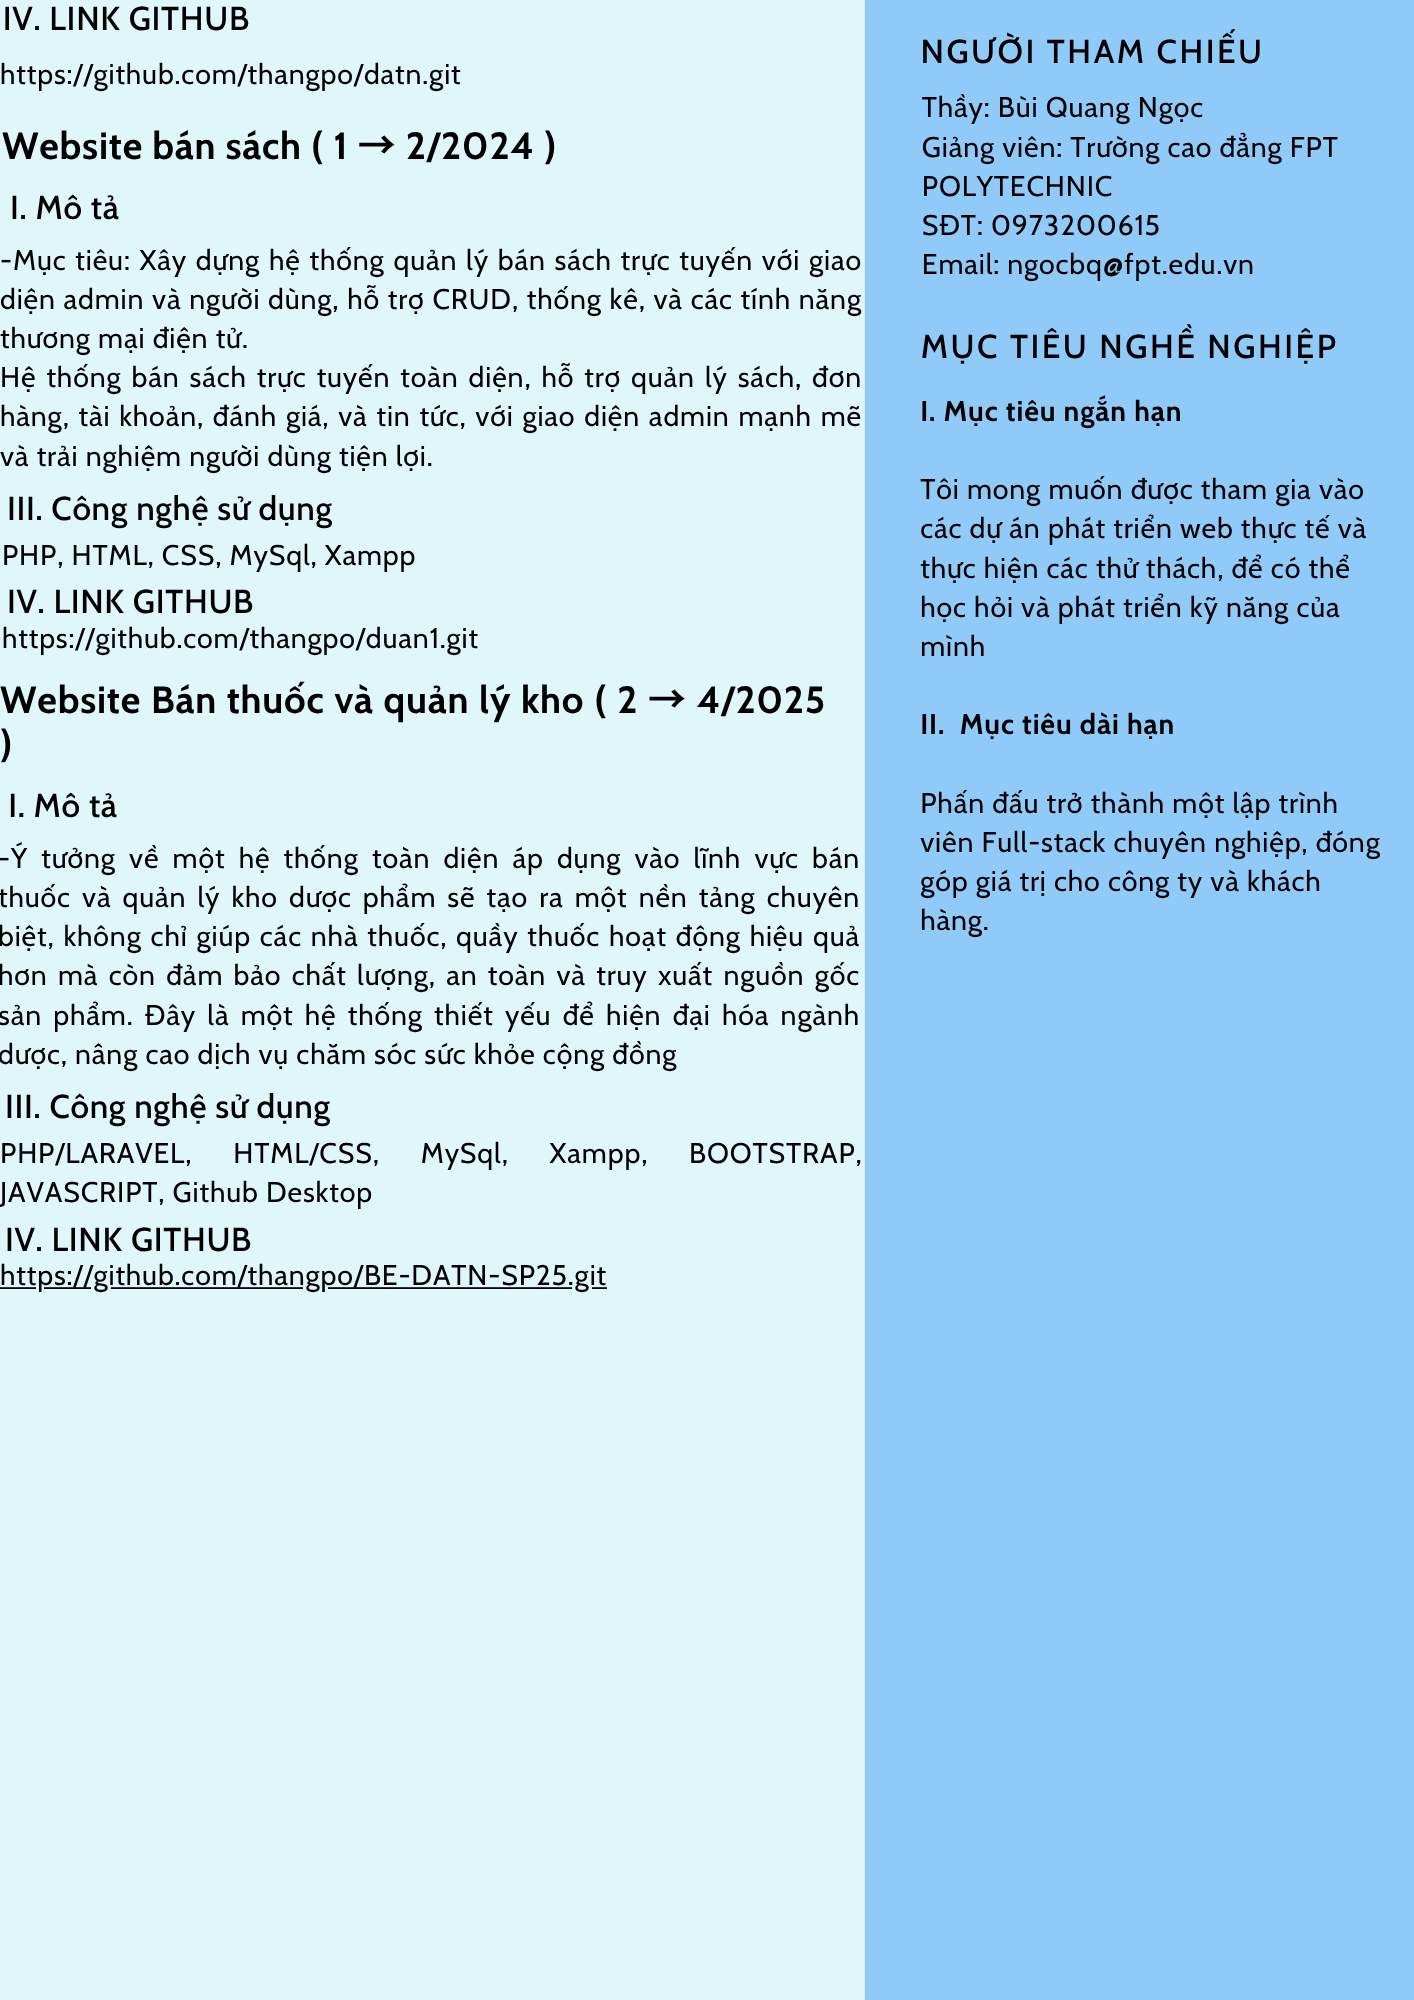 IV. LINK GITHUB
https://github.com/thangpo/datn.git
Website bán sách ( 1 → 2/2024 )
I. Mô tả
-Mục tiêu: Xây dựng hệ thống quản lý bán sách trực tuyến với giao
diện admin và người dùng, hỗ trợ CRUD, thống kê, và các tính năng
thương mại điện tử.
Hệ thống bán sách trực tuyến toàn diện, hỗ trợ quản lý sách, đơn
hàng, tài khoản, đánh giá, và tin tức, với giao diện admin mạnh mẽ
và trải nghiệm người dùng tiện lợi.
III. Công nghệ sử dụng
PHP, HTML, CSS, MySql, Xampp
IV. LINK GITHUB
https://github.com/thangpo/duan1.git
Website Bán thuốc và quản lý kho ( 2 → 4/2025
)
I. Mô tả
-Ý tưởng về một hệ thống toàn diện áp dụng vào lĩnh vực bán
thuốc và quản lý kho dược phẩm sẽ tạo ra một nền tảng chuyên
biệt, không chỉ giúp các nhà thuốc, quầy thuốc hoạt động hiệu quả
hơn mà còn đảm bảo chất lượng, an toàn và truy xuất nguồn gốc
sản phẩm. Đây là một hệ thống thiết yếu để hiện đại hóa ngành
dược, nâng cao dịch vụ chăm sóc sức khỏe cộng đồng
III. Công nghệ sử dụng
PHP/LARAVEL, HTML/CSS, MySql, Xampp, BOOTSTRAP,
JAVASCRIPT, Github Desktop
IV. LINK GITHUB
https://github.com/thangpo/BE-DATN-SP25.git
NGƯỜI THAM CHIẾU
Thầy: Bùi Quang Ngọc
Giảng viên: Trường cao đẳng FPT
POLYTECHNIC
SĐT: 0973200615
Email: ngocbq@fpt.edu.vn
MỤC TIÊU NGHỀ NGHIỆP
I. Mục tiêu ngắn hạn
Tôi mong muốn được tham gia vào
các dự án phát triển web thực tế và
thực hiện các thử thách, để có thể
học hỏi và phát triển kỹ năng của
mình
II.  Mục tiêu dài hạn
Phấn đấu trở thành một lập trình
viên Full-stack chuyên nghiệp, đóng
góp giá trị cho công ty và khách
hàng.